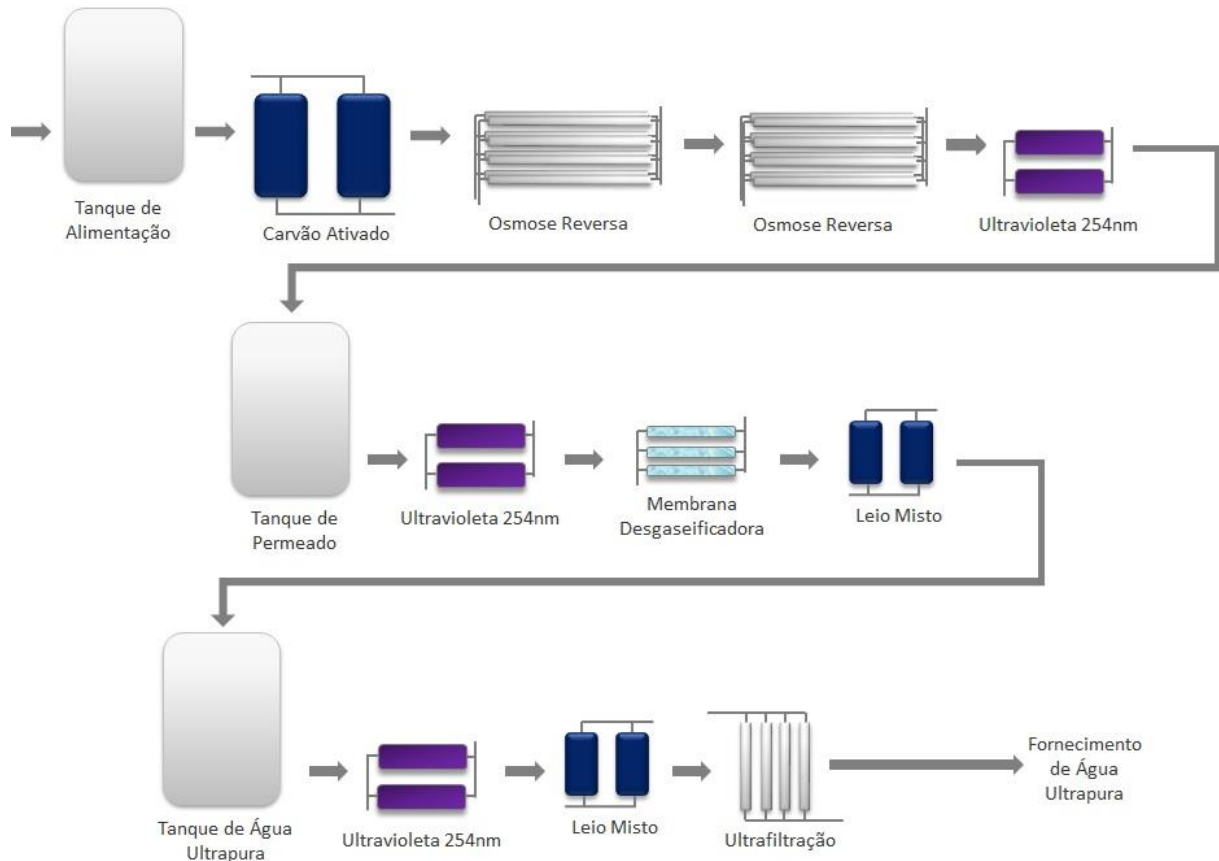 Tanque de
Alimentação
Carvão Ativado
Osmose Reversa
Osmose Reversa
Ultravioleta 254nm
Tanque de
Permeado
Ultravioleta 254nm
Membrana
Desgaseificadora
Leio Misto
Tanque de Água
Ultrapura
Ultravioleta 254nm
Leio Misto
Ultrafiltração
Fornecimento
de Água
Ultrapura